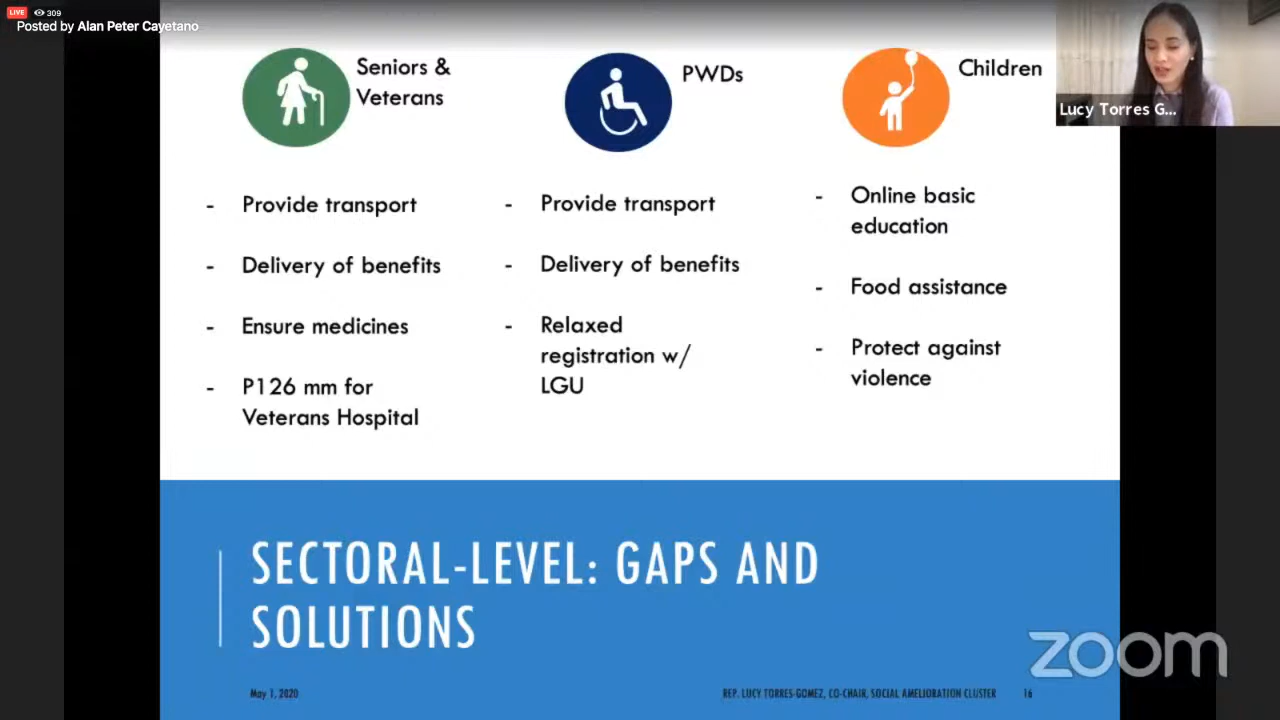 LIVE 309
Posted by Alan Peter Cayetano
Seniors &
Veterans
- Provide transport
- Delivery of benefits
- Ensure medicines
- P126 mm for
Veterans Hospital
PWDs
- Provide transport
- Delivery of benefits
- Relaxed
registration w/
LGU
Children
- Online basic
education
- Food assistance
- Protect against
violence
Lucy Torres G...
SECTORAL-LEVEL: GAPS AND
SOLUTIONS
zoom
May 1, 2020
REP. LUCY TORRES-GOMEZ, CO-CHAIR, SOCIAL AMELIORATION CLUSTER
16